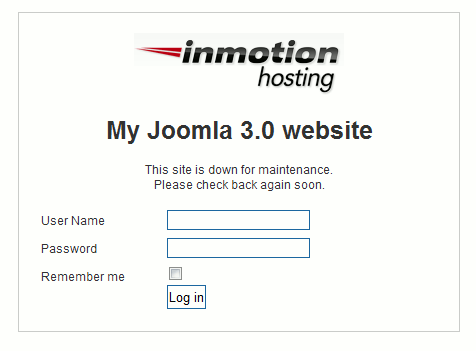 inmotion
hosting
My Joomla 3.0 website
This site is down for maintenance.
Please check back again soon.
User Name
Password
Remember me
Log in